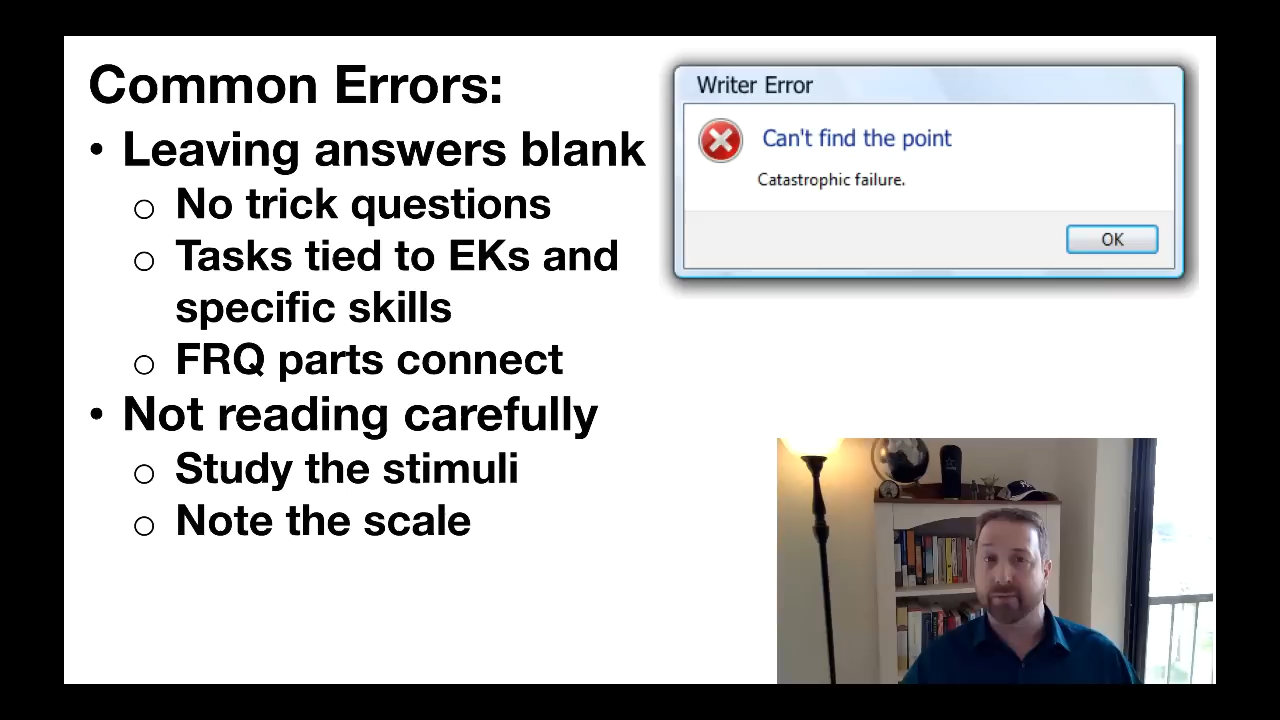 Common Errors:
• Leaving answers blank
o No trick questions
o Tasks tied to EKs and
specific skills
o FRQ parts connect
• Not reading carefully
o Study the stimuli
o Note the scale
Writer Error
Can't find the point
Catastrophic failure.
OK